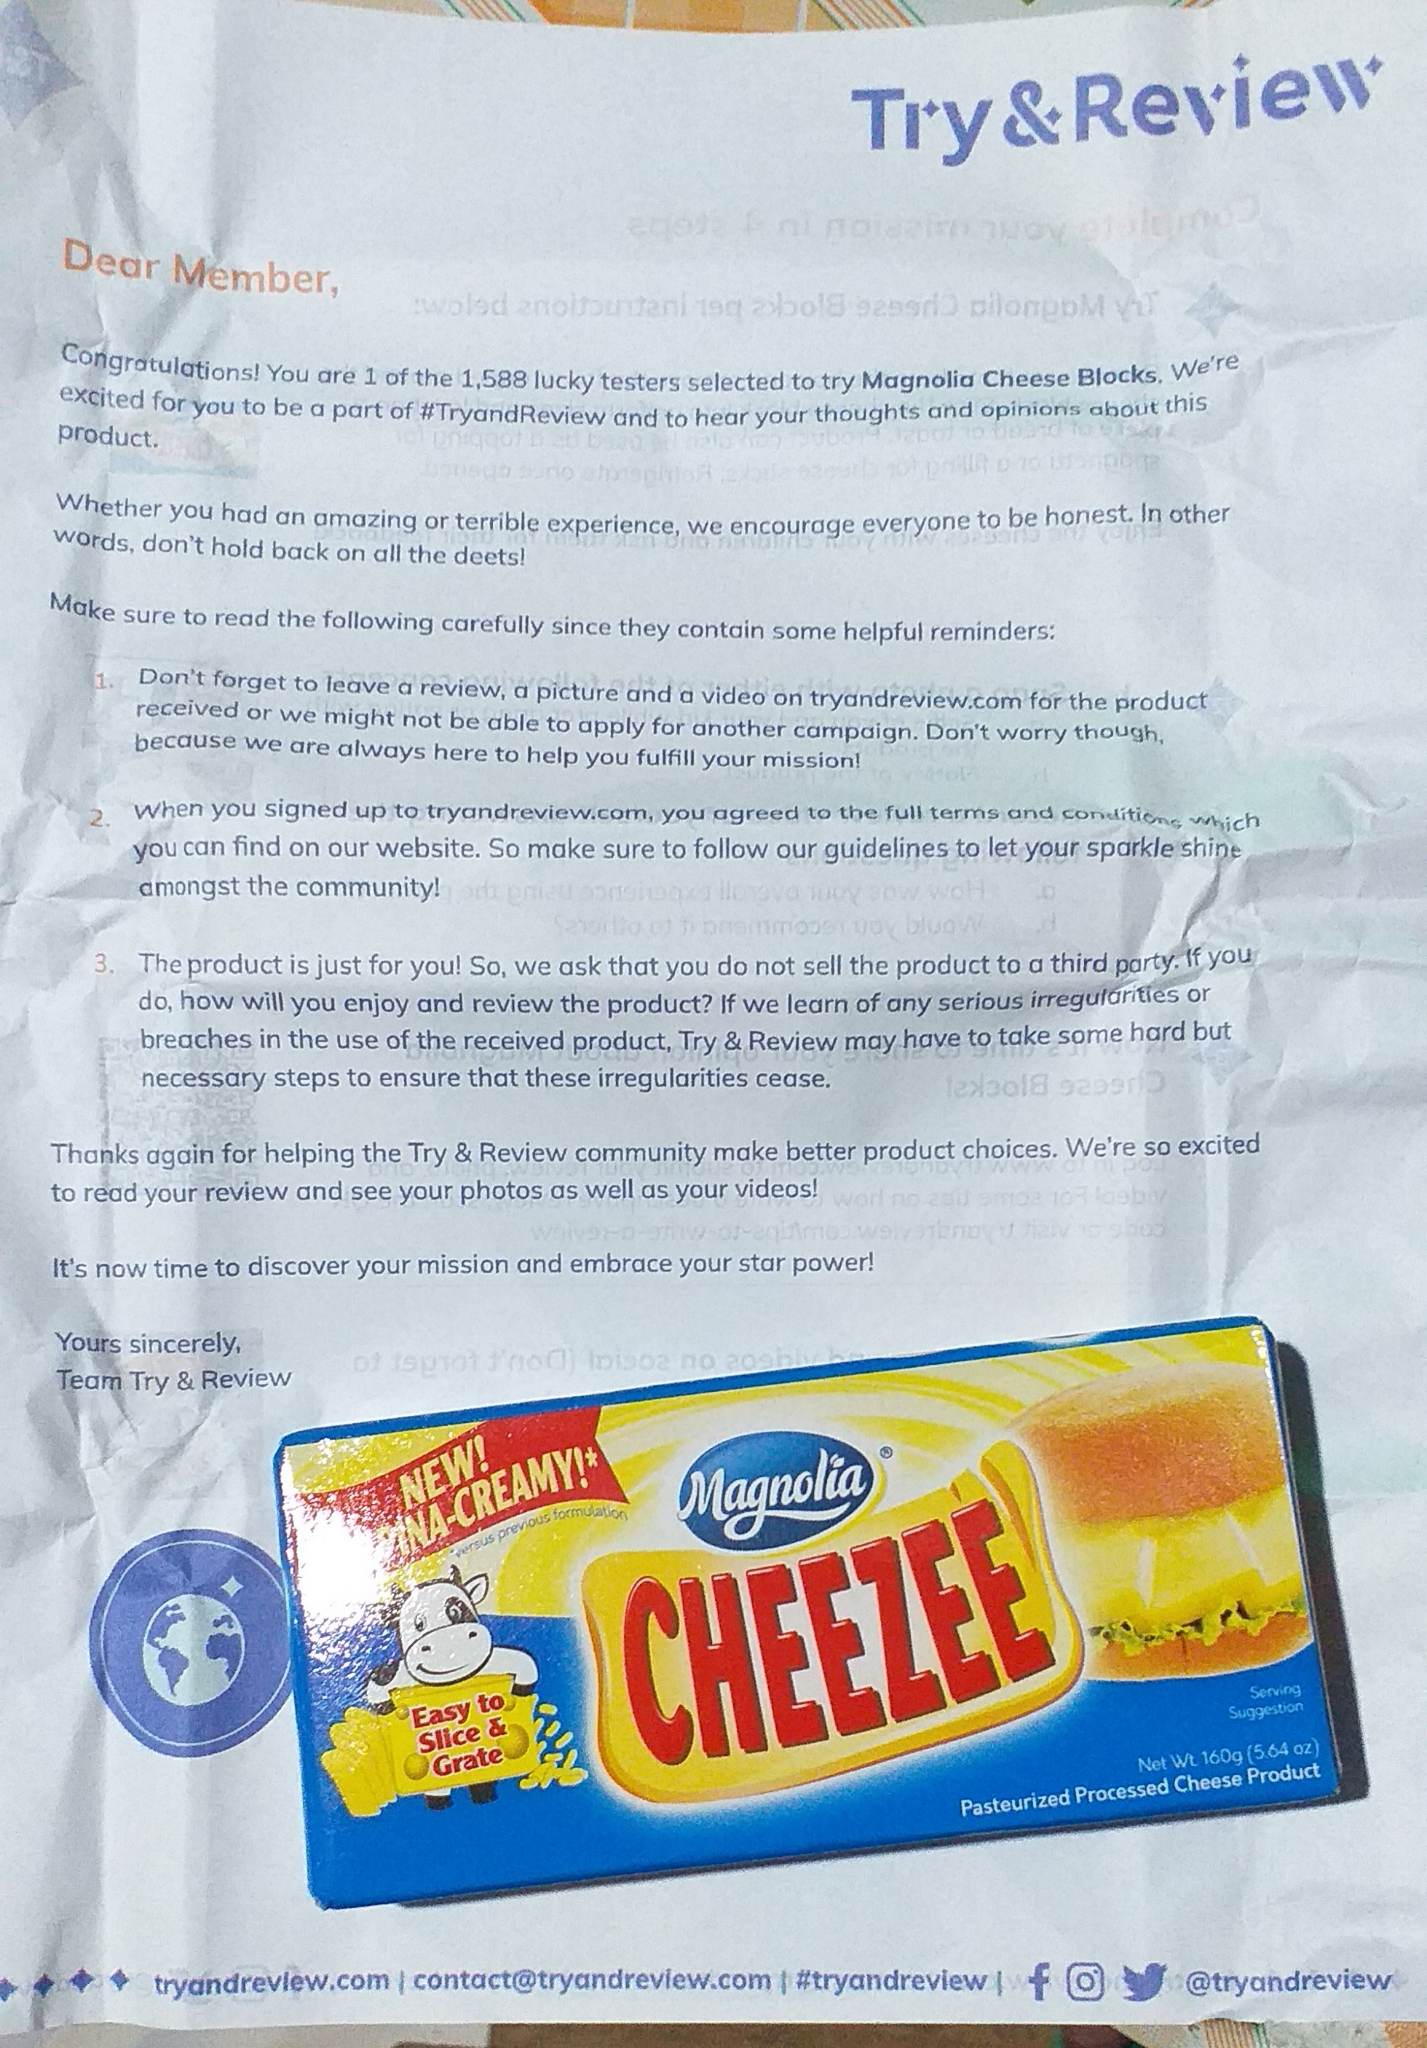 Try&Review
Dear Member,
Congratulations! You are 1 of the 1,588 lucky testers selected to try Magnolia Cheese Blocks. We're
excited for you to be a part of #TryandReview and to hear your thoughts and opinions about this
product.
Whether you had an amazing or terrible experience, we encourage everyone to be honest. In other
words, don't hold back on all the deets!
Make sure to read the following carefully since they contain some helpful reminders:
1. Don't forget to leave a review, a picture and a video on tryandreview.com for the product
received or we might not be able to apply for another campaign. Don't worry though,
because we are always here to help you fulfill your mission!
2. When you signed up to tryandreview.com, you agreed to the full terms and conditions which
you can find on our website. So make sure to follow our guidelines to let your sparkle shine
amongst the community!
3. The product is just for you! So, we ask that you do not sell the product to a third party. If you
do, how will you enjoy and review the product? If we learn of any serious irregularities or
breaches in the use of the received product, Try & Review may have to take some hard but
necessary steps to ensure that these irregularities cease.
Thanks again for helping the Try & Review community make better product choices. We're so excited
to read your review and see your photos as well as your videos!
It's now time to discover your mission and embrace your star power!
Yours sincerely,
Team Try & Review
NEW!
-CREAMY!*
*versus previous formulation
Magnolia®
CHEEZEE
Easy to
Slice &
Grate
Serving
Suggestion
Net Wt. 160g (5.64 oz)
Pasteurized Processed Cheese Product
tryandreview.com | contact@tryandreview.com | #tryandreview | @tryandreview